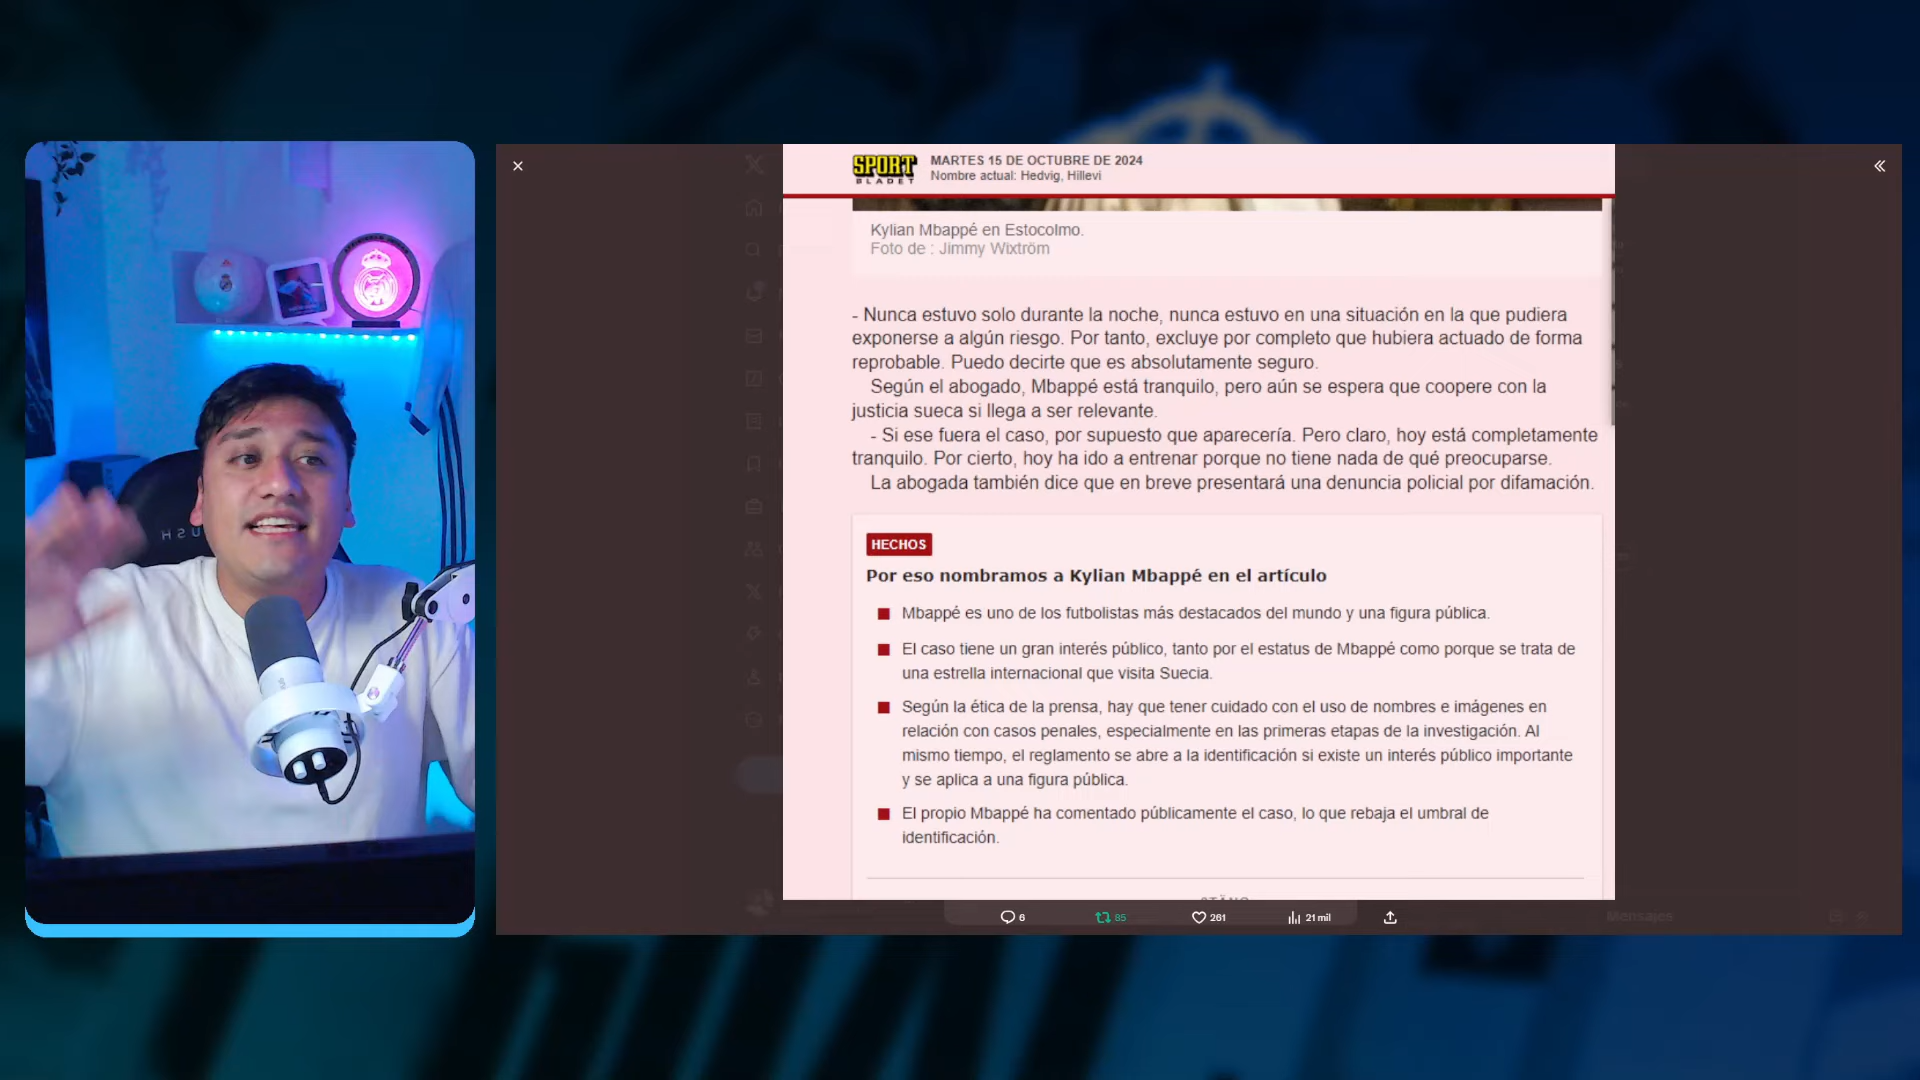 SPORT
BLADET
MARTES 15 DE OCTUBRE DE 2024
Nombre actual: Hedvig, Hillevi
Kylian Mbappé en Estocolmo.
Foto de : Jimmy Wixtröm
- Nunca estuvo solo durante la noche, nunca estuvo en una situación en la que pudiera
exponerse a algún riesgo. Por tanto, excluye por completo que hubiera actuado de forma
reprobable. Puedo decirte que es absolutamente seguro.
Según el abogado, Mbappé está tranquilo, pero aún se espera que coopere con la
justicia sueca si llega a ser relevante.
- Si ese fuera el caso, por supuesto que aparecería. Pero claro, hoy está completamente
tranquilo. Por cierto, hoy ha ido a entrenar porque no tiene nada de qué preocuparse.
La abogada también dice que en breve presentará una denuncia policial por difamación.
HECHOS
Por eso nombramos a Kylian Mbappé en el artículo
Mbappé es uno de los futbolistas más destacados del mundo y una figura pública.
El caso tiene un gran interés público, tanto por el estatus de Mbappé como porque se trata de
una estrella internacional que visita Suecia.
Según la ética de la prensa, hay que tener cuidado con el uso de nombres e imágenes en
relación con casos penales, especialmente en las primeras etapas de la investigación. Al
mismo tiempo, el reglamento se abre a la identificación si existe un interés público importante
y se aplica a una figura pública.
El propio Mbappé ha comentado públicamente el caso, lo que rebaja el umbral de
identificación.
6 85 261 21 mil
Mensajes